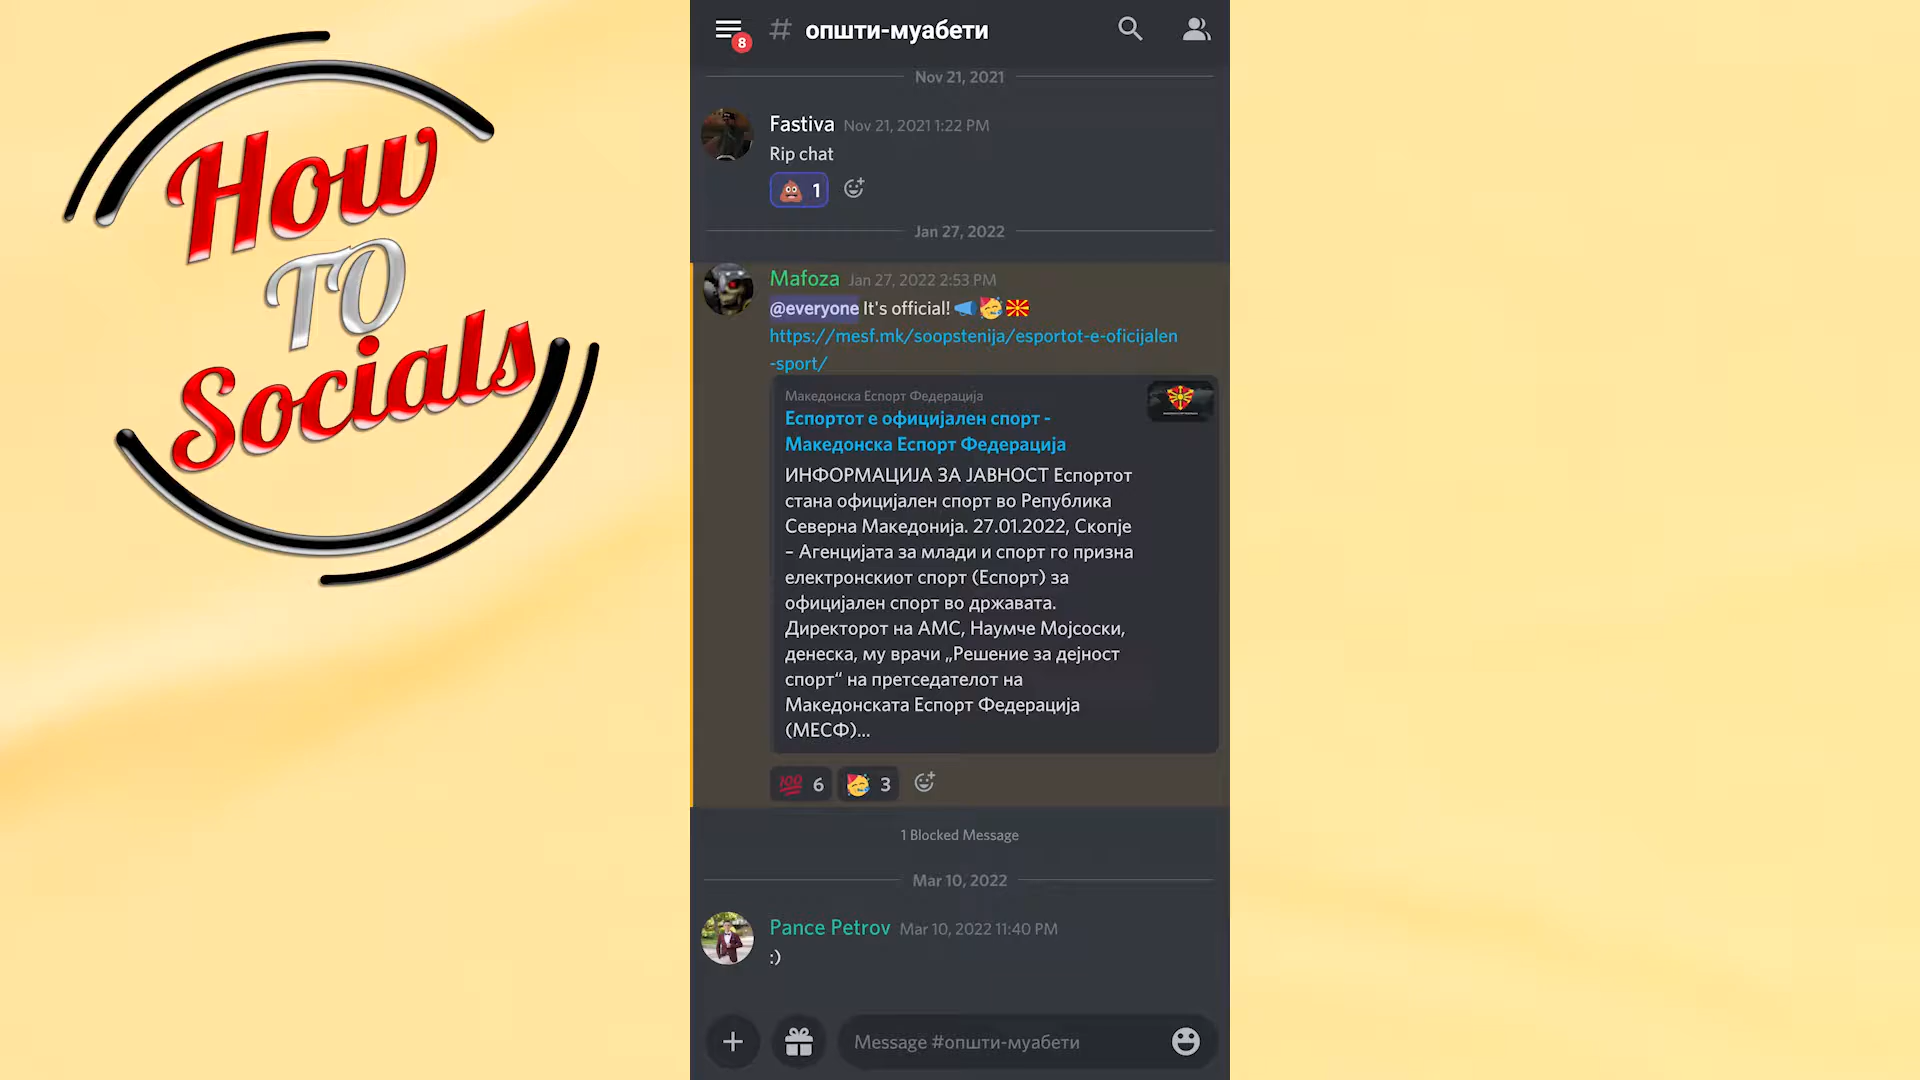 How
TO
Socials
8
# општи-муабети
Nov 21, 2021
Fastiva Nov 21, 2021 1:22 PM
Rip chat
1
Jan 27, 2022
Mafoza Jan 27, 2022 2:53 PM
@everyone It's official!
https://mesf.mk/soopstenija/esportot-e-oficijalen
-sport/
Македонска Еспорт Федерација
Еспортот е официјален спорт -
Македонска Еспорт Федерација
ИНФОРМАЦИЈА ЗА ЈАВНОСТ Еспортот
стана официјален спорт во Република
Северна Македонија. 27.01.2022, Скопје
– Агенцијата за млади и спорт го призна
електронскиот спорт (Еспорт) за
официјален спорт во државата.
Директорот на АМС, Наумче Мојсоски,
денеска, му врачи „Решение за дејност
спорт“ на претседателот на
Македонската Еспорт Федерација
(МЕСФ)...
100 6 3
1 Blocked Message
Mar 10, 2022
Pance Petrov Mar 10, 2022 11:40 PM
:)
Message #општи-муабети